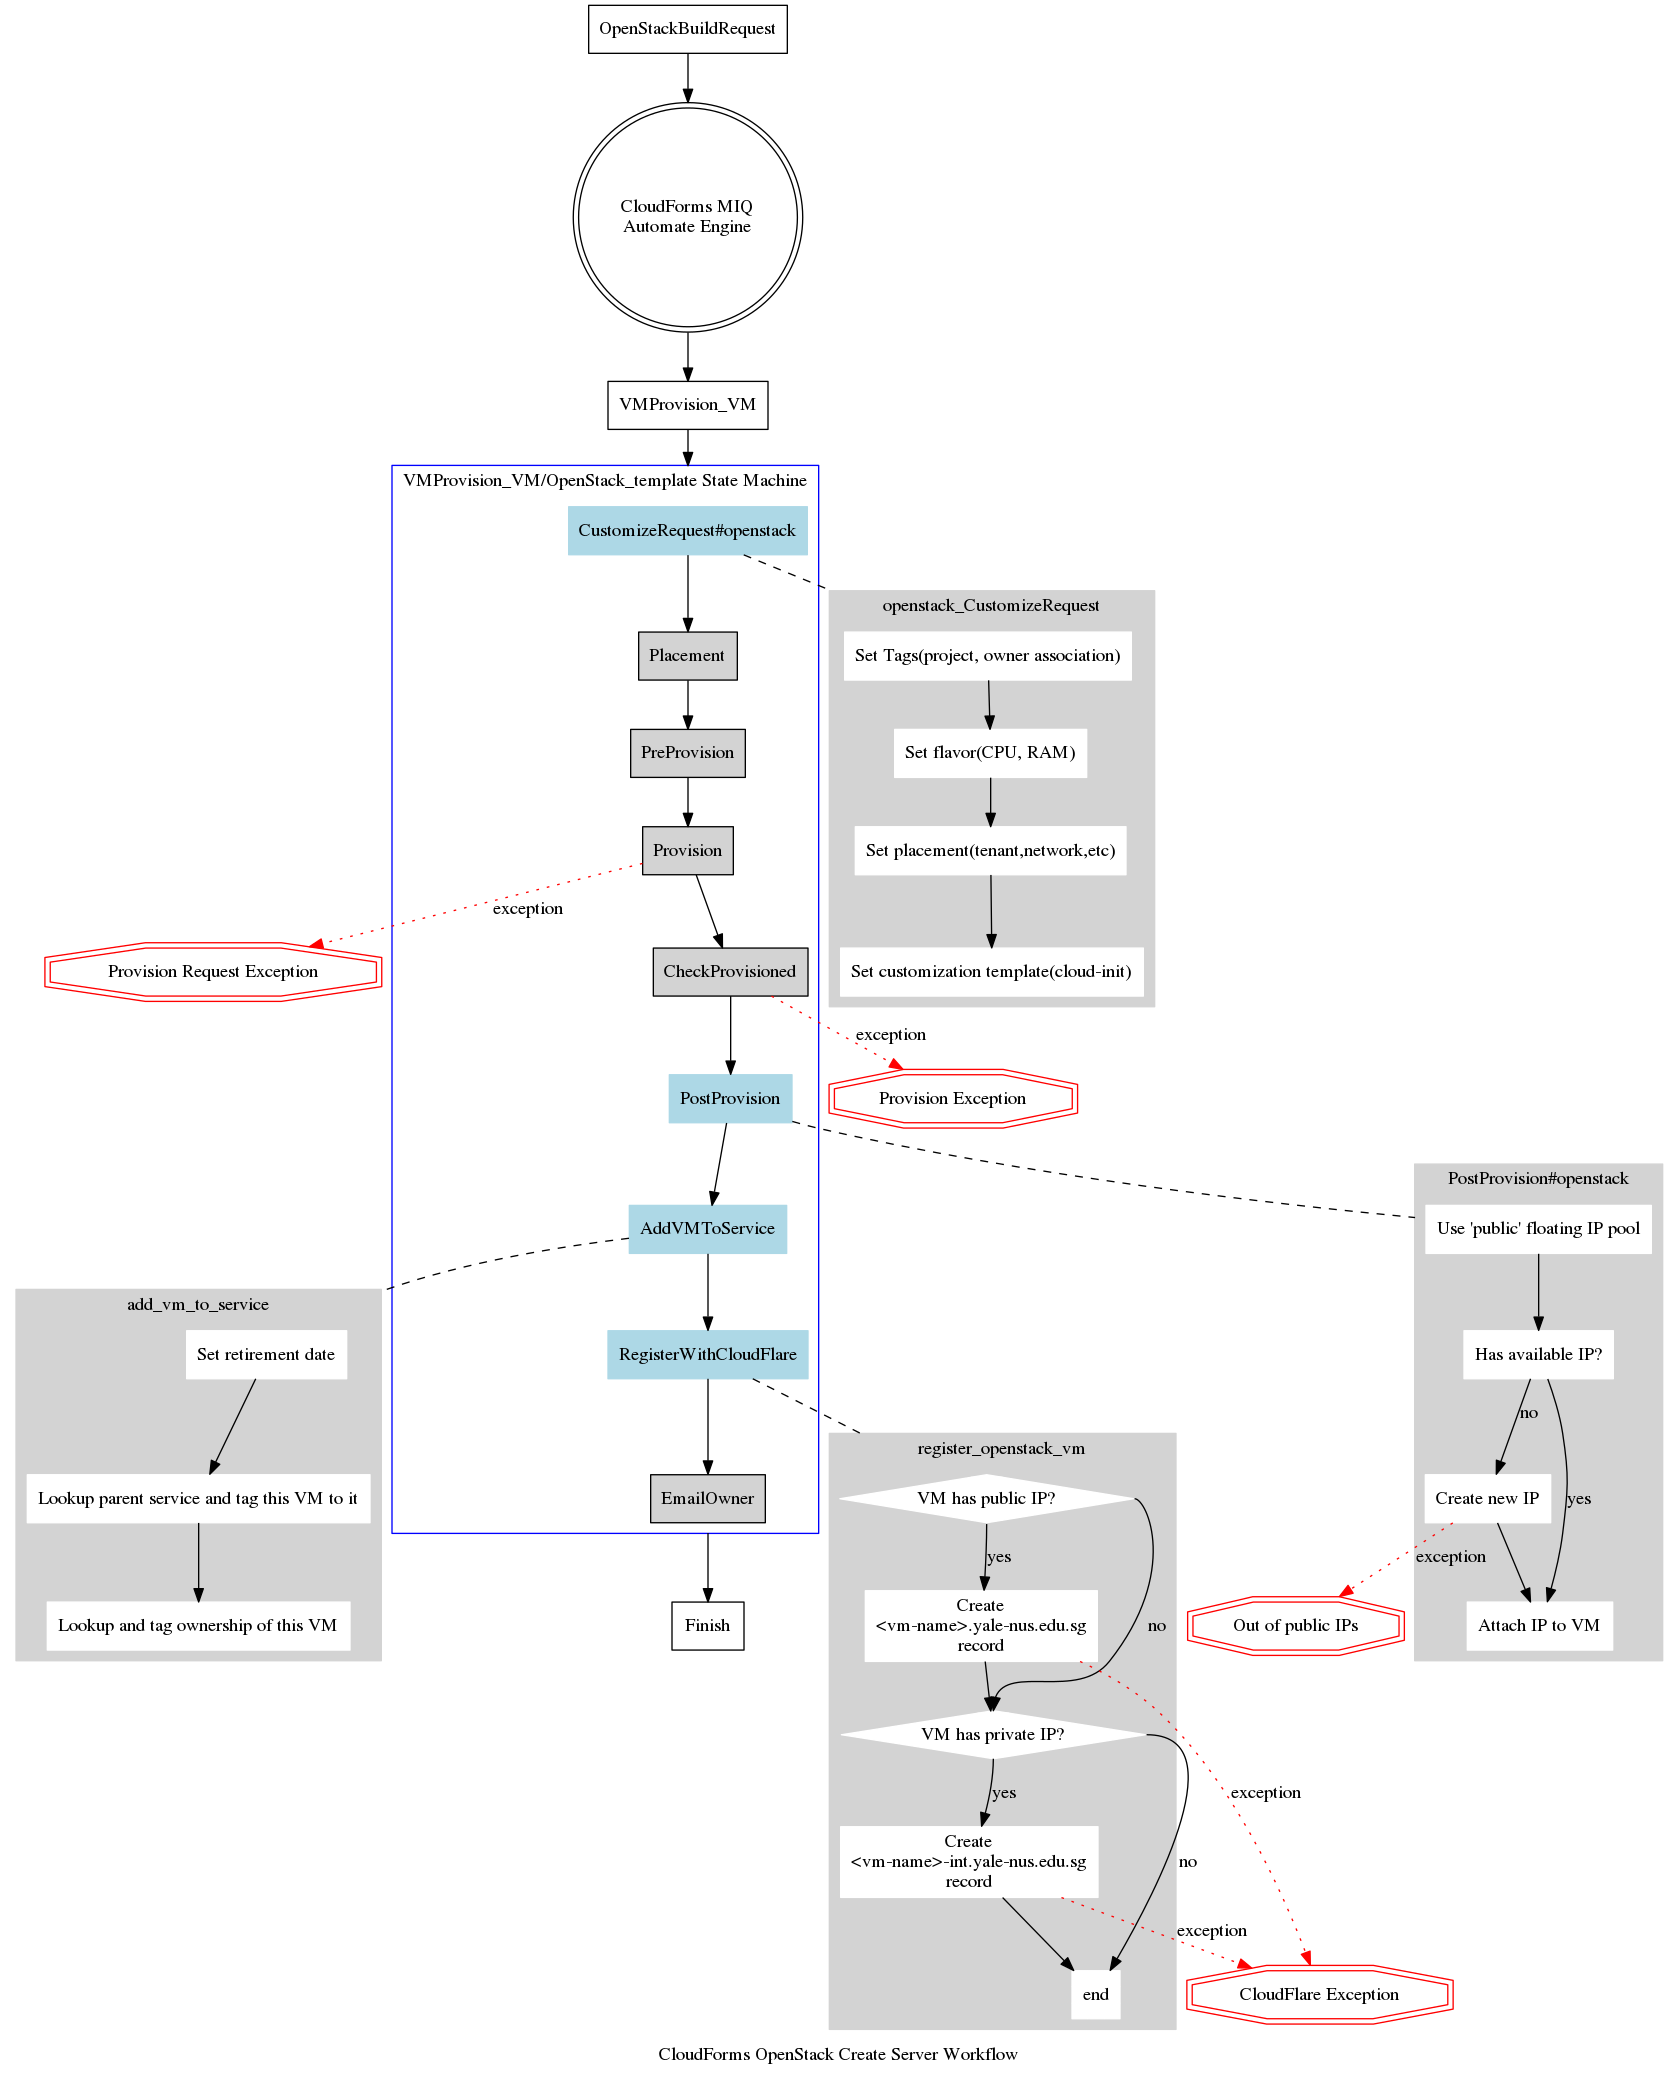 OpenStackBuildRequest
CloudForms MIQ
Automate Engine
VMProvision_VM
VMProvision_VM/OpenStack_template State Machine
CustomizeRequest#openstack
Placement
PreProvision
Provision
exception
Provision Request Exception
CheckProvisioned
exception
Provision Exception
PostProvision
AddVMToService
RegisterWithCloudFlare
EmailOwner
Finish
openstack_CustomizeRequest
Set Tags(project, owner association)
Set flavor(CPU, RAM)
Set placement(tenant,network,etc)
Set customization template(cloud-init)
PostProvision#openstack
Use 'public' floating IP pool
Has available IP?
no
yes
Create new IP
exception
Out of public IPs
Attach IP to VM
add_vm_to_service
Set retirement date
Lookup parent service and tag this VM to it
Lookup and tag ownership of this VM
register_openstack_vm
VM has public IP?
yes
no
Create
<vm-name>.yale-nus.edu.sg
record
VM has private IP?
yes
no
exception
Create
<vm-name>-int.yale-nus.edu.sg
record
exception
end
CloudFlare Exception
CloudForms OpenStack Create Server Workflow